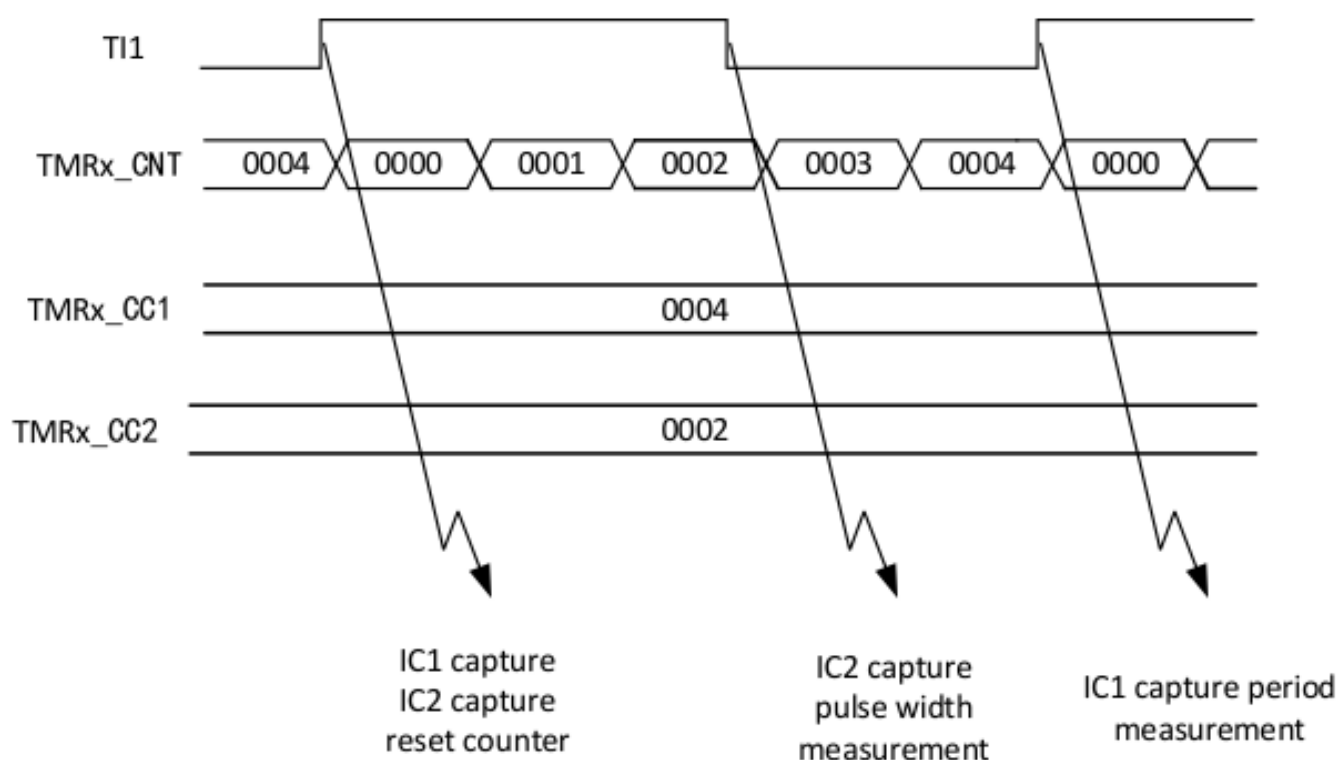 TI1
TMRx_CNT 0004 0000 0001 0002 0003 0004 0000
TMRx_CC1 0004
TMRx_CC2 0002
IC1 capture
IC2 capture
reset counter
IC2 capture
pulse width
measurement
IC1 capture period
measurement